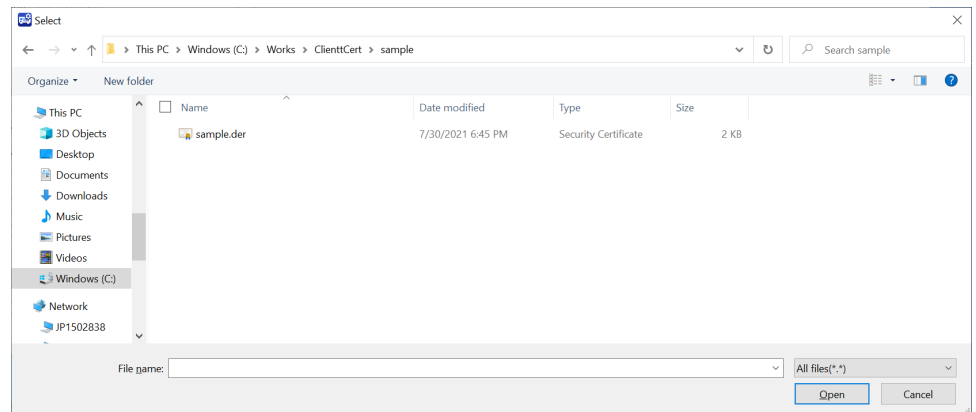 Select
This PC > Windows (C:) > Works > ClienttCert > sample
Search sample
Organize New folder
Name Date modified Type Size
sample.der 7/30/2021 6:45 PM Security Certificate 2 KB
This PC
3D Objects
Desktop
Documents
Downloads
Music
Pictures
Videos
Windows (C:)
Network
JP1502838
File name: All files(*.*)
Open Cancel